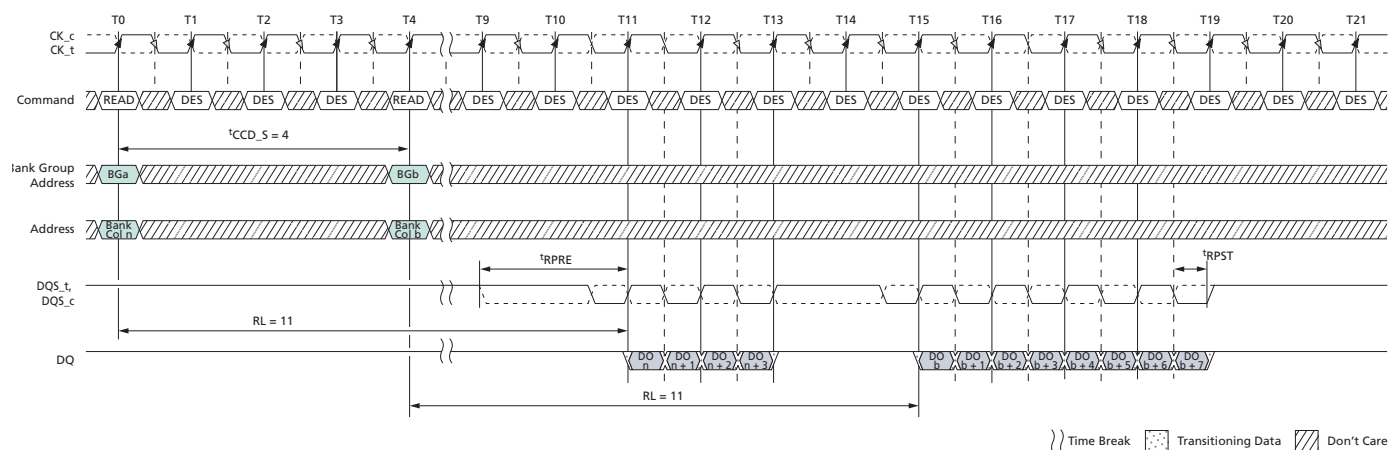 T0 T1 T2 T3 T4 T9 T10 T11 T12 T13 T14 T15 T16 T17 T18 T19 T20 T21
CK_c
CK_t
Command READ DES DES DES READ DES DES DES DES DES DES DES DES DES DES DES DES DES
tCCD_S = 4
Bank Group
Address
BGa BGb
Address
Bank
Col n
Bank
Col b
tRPRE tRPST
DQS_t,
DQS_c
RL = 11
DQ
DO
n
DO
n + 1
DO
n + 2
DO
n + 3
DO
b
DO
b + 1
DO
b + 2
DO
b + 3
DO
b + 4
DO
b + 5
DO
b + 6
DO
b + 7
RL = 11
Time Break Transitioning Data Don't Care